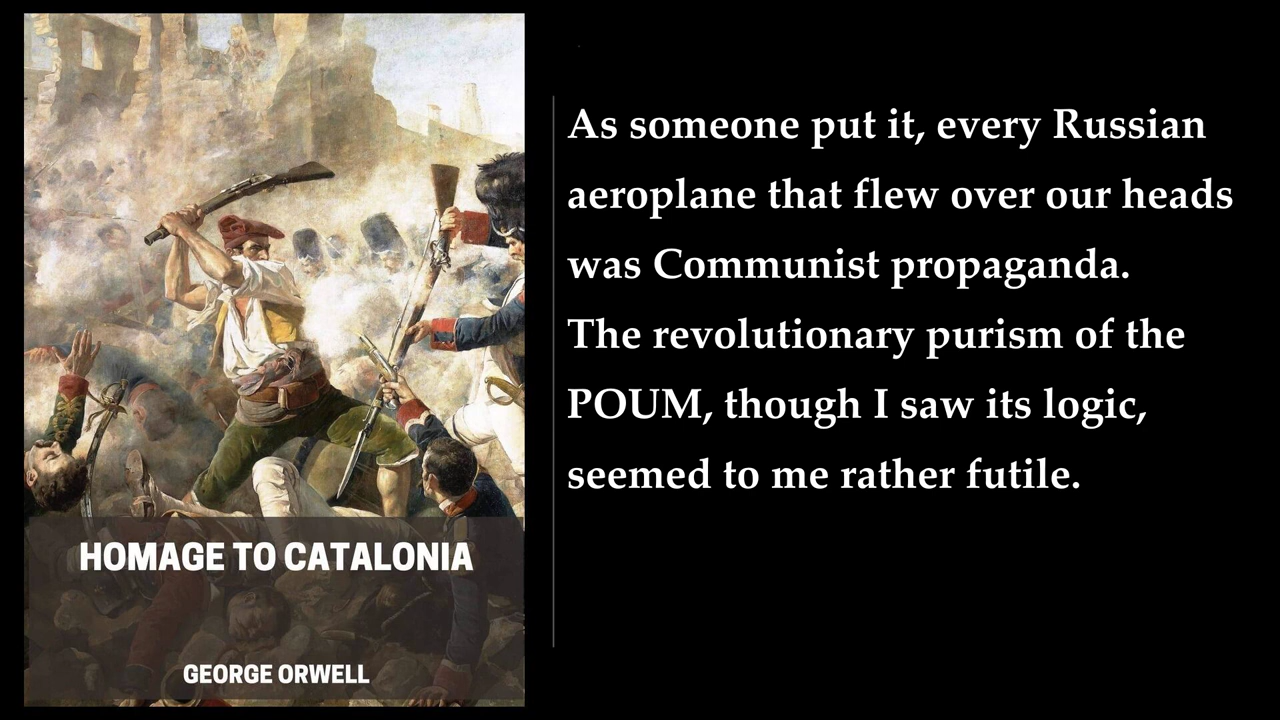 HOMAGE TO CATALONIA
GEORGE ORWELL
As someone put it, every Russian
aeroplane that flew over our heads
was Communist propaganda.
The revolutionary purism of the
POUM, though I saw its logic,
seemed to me rather futile.